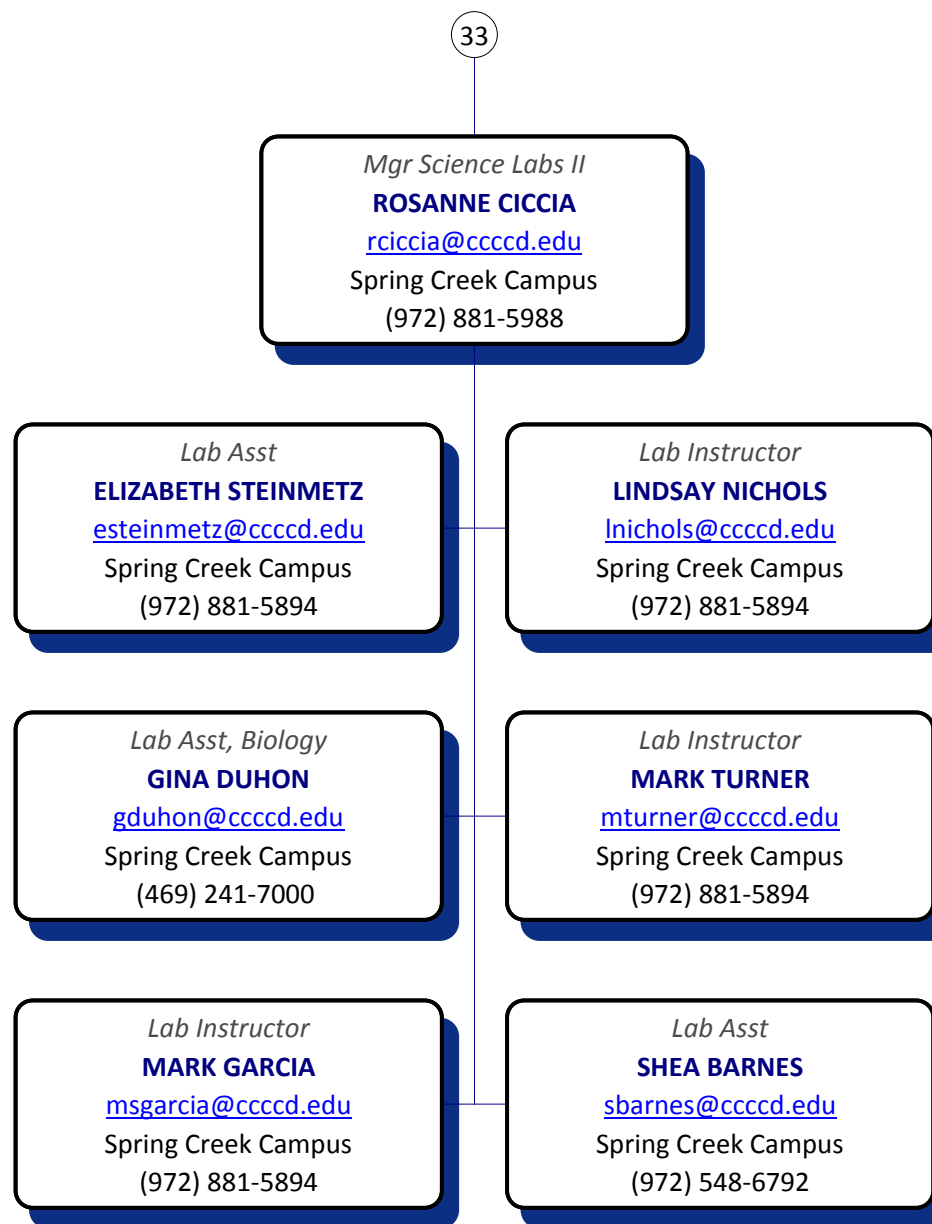 33
Mgr Science Labs II
ROSANNE CICCIA
rciccia@ccccd.edu
Spring Creek Campus
(972) 881-5988
Lab Asst
ELIZABETH STEINMETZ
esteinmetz@ccccd.edu
Spring Creek Campus
(972) 881-5894
Lab Instructor
LINDSAY NICHOLS
lnichols@ccccd.edu
Spring Creek Campus
(972) 881-5894
Lab Asst, Biology
GINA DUHON
gduhon@ccccd.edu
Spring Creek Campus
(469) 241-7000
Lab Instructor
MARK TURNER
mturner@ccccd.edu
Spring Creek Campus
(972) 881-5894
Lab Instructor
MARK GARCIA
msgarcia@ccccd.edu
Spring Creek Campus
(972) 881-5894
Lab Asst
SHEA BARNES
sbarnes@ccccd.edu
Spring Creek Campus
(972) 548-6792